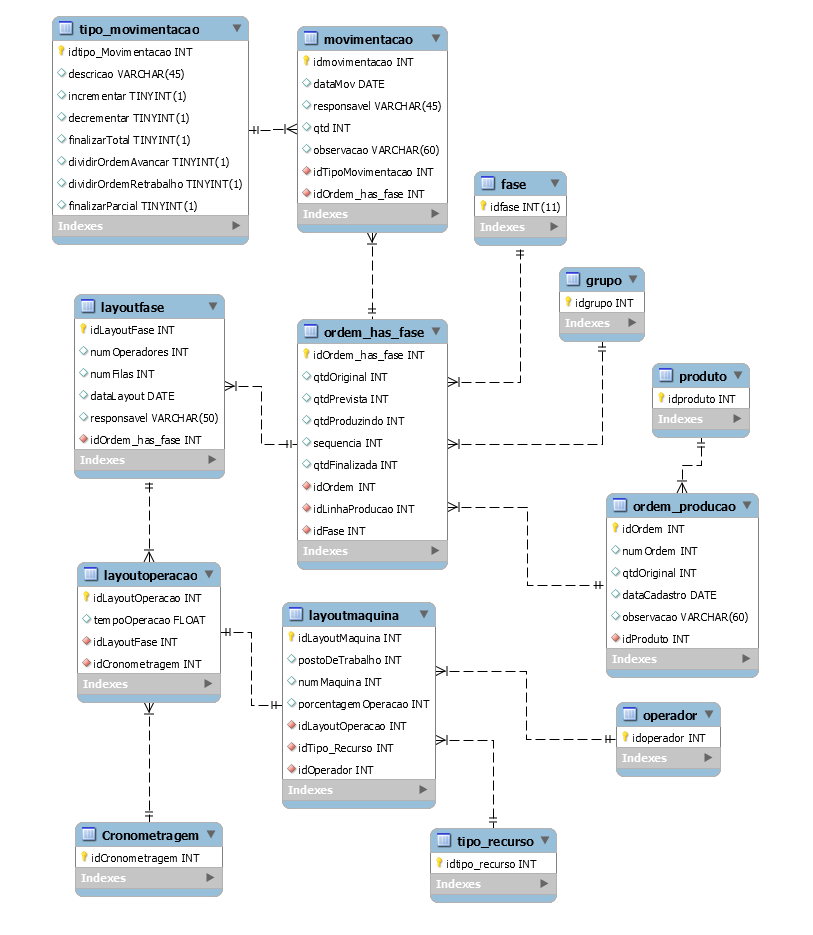 tipo_movimentacao
idtipo_Movimentacao INT
descricao VARCHAR(45)
incrementar TINYINT(1)
decrementar TINYINT(1)
finalizarTotal TINYINT(1)
dividirOrdemAvancar TINYINT(1)
dividirOrdemRetrabalho TINYINT(1)
finalizarParcial TINYINT(1)
Indexes
movimentacao
idmovimentacao INT
dataMov DATE
responsavel VARCHAR(45)
qtd INT
observacao VARCHAR(60)
idTipoMovimentacao INT
idOrdem_has_fase INT
Indexes
fase
idfase INT(11)
Indexes
grupo
idgrupo INT
Indexes
layoutfase
idLayoutFase INT
numOperadores INT
numFilas INT
dataLayout DATE
responsavel VARCHAR(50)
idOrdem_has_fase INT
Indexes
ordem_has_fase
idOrdem_has_fase INT
qtdOriginal INT
qtdPrevista INT
qtdProduzindo INT
sequencia INT
qtdFinalizada INT
idOrdem INT
idLinhaProducao INT
idFase INT
Indexes
produto
idproduto INT
Indexes
ordem_producao
idOrdem INT
numOrdem INT
qtdOriginal INT
dataCadastro DATE
observacao VARCHAR(60)
idProduto INT
Indexes
layoutoperacao
idLayoutOperacao INT
tempoOperacao FLOAT
idLayoutFase INT
idCronometragem INT
Indexes
layoutmaquina
idLayoutMaquina INT
postoDeTrabalho INT
numMaquina INT
porcentagemOperacao INT
idLayoutOperacao INT
idTipo_Recurso INT
idOperador INT
Indexes
operador
idoperador INT
Indexes
Cronometragem
idCronometragem INT
Indexes
tipo_recurso
idtipo_recurso INT
Indexes